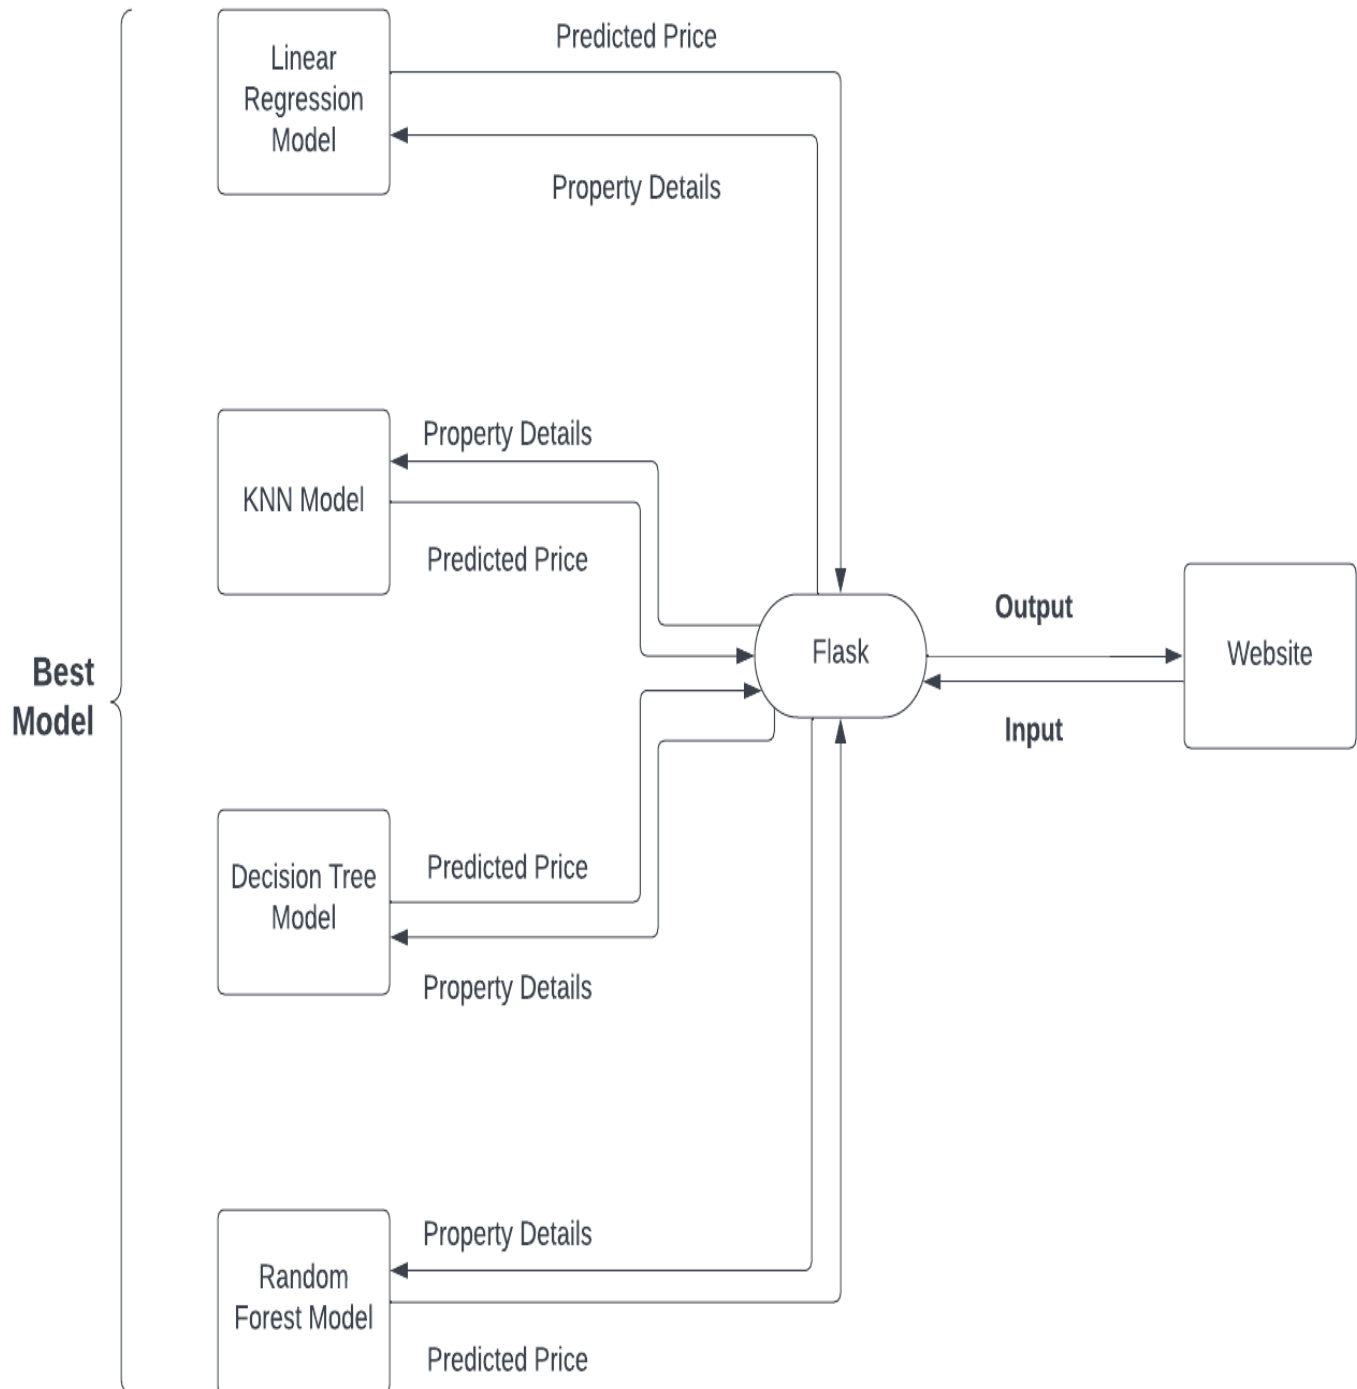 Predicted Price
Linear
Regression
Model
Property Details
Property Details
KNN Model
Predicted Price
Output
Flask
Website
Best
Model
Input
Predicted Price
Decision Tree
Model
Property Details
Property Details
Random
Forest Model
Predicted Price